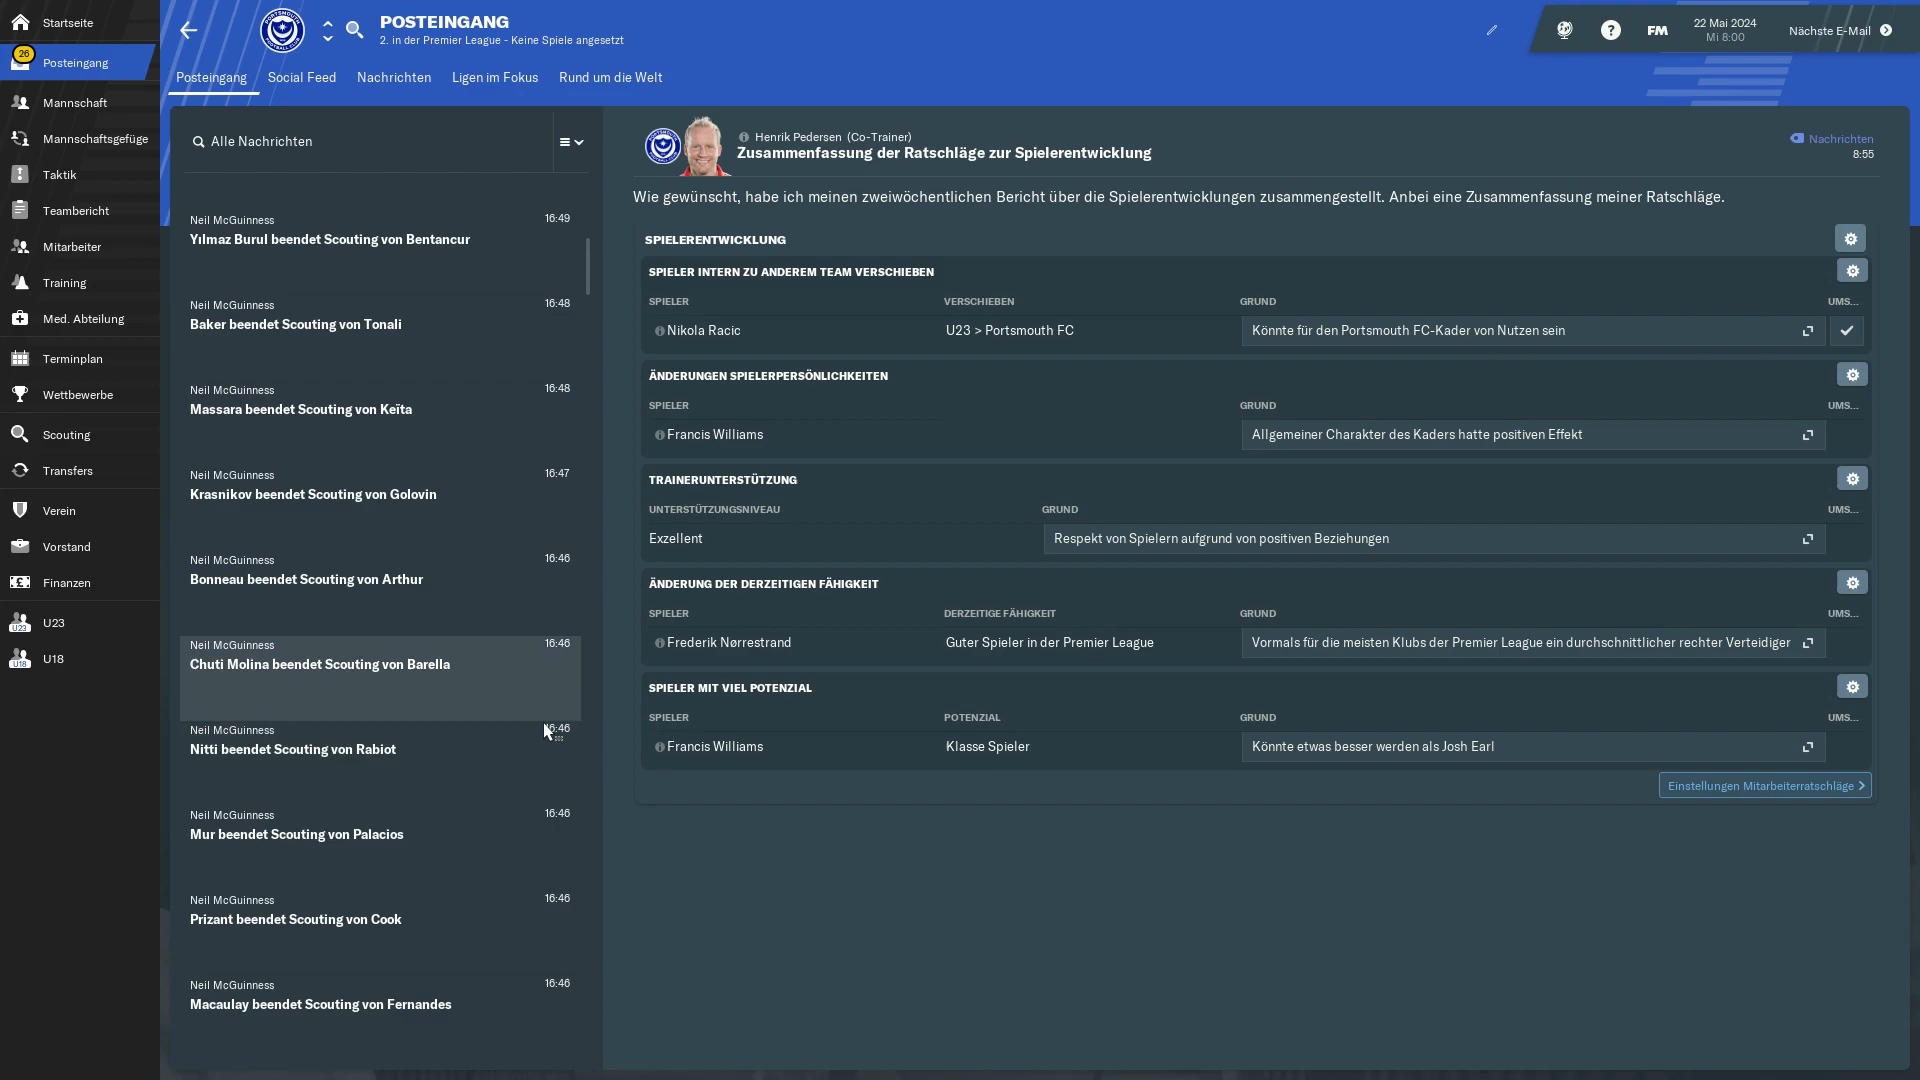 Startseite
26
Posteingang
Mannschaft
Mannschaftsgefüge
Taktik
Teambericht
Mitarbeiter
Training
Med. Abteilung
Terminplan
Wettbewerbe
Scouting
Transfers
Verein
Vorstand
Finanzen
U23
U23
U18
U18
POSTEINGANG
2. in der Premier League - Keine Spiele angesetzt
FM
22 Mai 2024
Mi 8:00
Nächste E-Mail
Posteingang
Social Feed
Nachrichten
Ligen im Fokus
Rund um die Welt
Alle Nachrichten
Neil McGuinness 16:49
Yılmaz Burul beendet Scouting von Bentancur
Neil McGuinness 16:48
Baker beendet Scouting von Tonali
Neil McGuinness 16:48
Massara beendet Scouting von Keïta
Neil McGuinness 16:47
Krasnikov beendet Scouting von Golovin
Neil McGuinness 16:46
Bonneau beendet Scouting von Arthur
Neil McGuinness 16:46
Chuti Molina beendet Scouting von Barella
Neil McGuinness 16:46
Nitti beendet Scouting von Rabiot
Neil McGuinness 16:46
Mur beendet Scouting von Palacios
Neil McGuinness 16:46
Prizant beendet Scouting von Cook
Neil McGuinness 16:46
Macaulay beendet Scouting von Fernandes
Henrik Pedersen (Co-Trainer)
Zusammenfassung der Ratschläge zur Spielerentwicklung
Nachrichten
8:55
Wie gewünscht, habe ich meinen zweiwöchentlichen Bericht über die Spielerentwicklungen zusammengestellt. Anbei eine Zusammenfassung meiner Ratschläge.
SPIELERENTWICKLUNG
SPIELER INTERN ZU ANDEREM TEAM VERSCHIEBEN
SPIELER VERSCHIEBEN GRUND UMS...
Nikola Racic U23 > Portsmouth FC Könnte für den Portsmouth FC-Kader von Nutzen sein
ÄNDERUNGEN SPIELERPERSÖNLICHKEITEN
SPIELER GRUND UMS...
Francis Williams Allgemeiner Charakter des Kaders hatte positiven Effekt
TRAINERUNTERSTÜTZUNG
UNTERSTÜTZUNGSNIVEAU GRUND UMS...
Exzellent Respekt von Spielern aufgrund von positiven Beziehungen
ÄNDERUNG DER DERZEITIGEN FÄHIGKEIT
SPIELER DERZEITIGE FÄHIGKEIT GRUND UMS...
Frederik Nørrestrand Guter Spieler in der Premier League Vormals für die meisten Klubs der Premier League ein durchschnittlicher rechter Verteidiger
SPIELER MIT VIEL POTENZIAL
SPIELER POTENZIAL GRUND UMS...
Francis Williams Klasse Spieler Könnte etwas besser werden als Josh Earl
Einstellungen Mitarbeiterratschläge